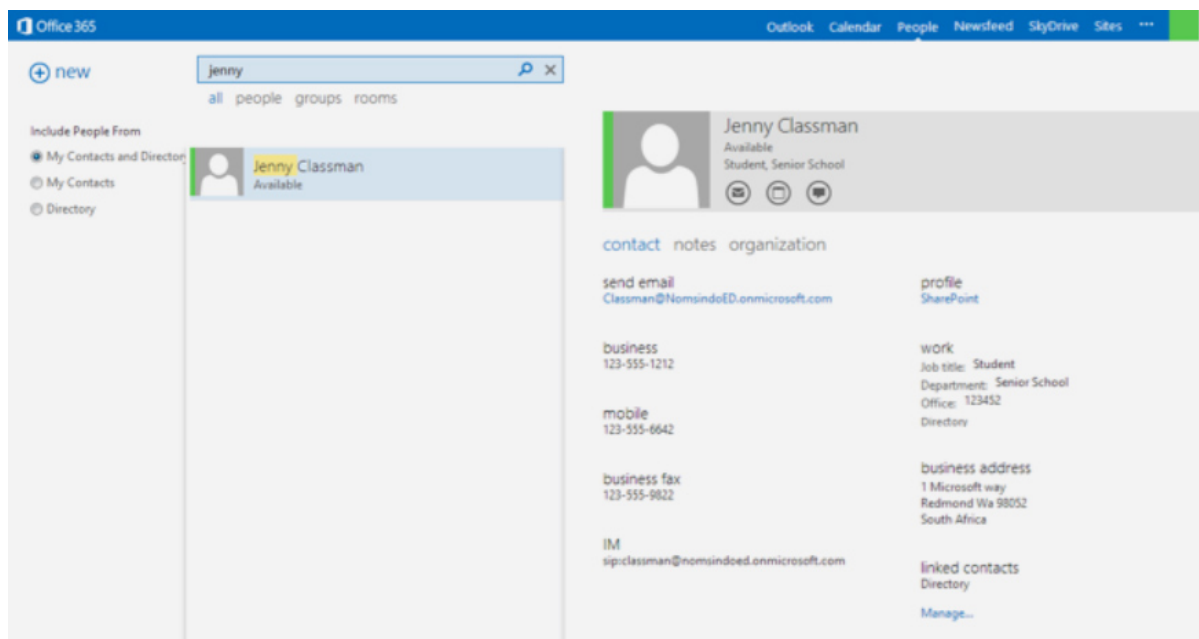 Office 365
Outlook Calendar People Newsfeed SkyDrive Sites ···
new
jenny
all people groups rooms
Include People From
My Contacts and Director
My Contacts
Directory
Jenny Classman
Available
Jenny Classman
Available
Student, Senior School
contact notes organization
send email
Classman@NomsindoED.onmicrosoft.com
business
123-555-1212
mobile
123-555-6642
business fax
123-555-9822
IM
sip:classman@nomsindoed.onmicrosoft.com
profile
SharePoint
work
Job title: Student
Department: Senior School
Office: 123452
Directory
business address
1 Microsoft way
Redmond Wa 98052
South Africa
linked contacts
Directory
Manage...